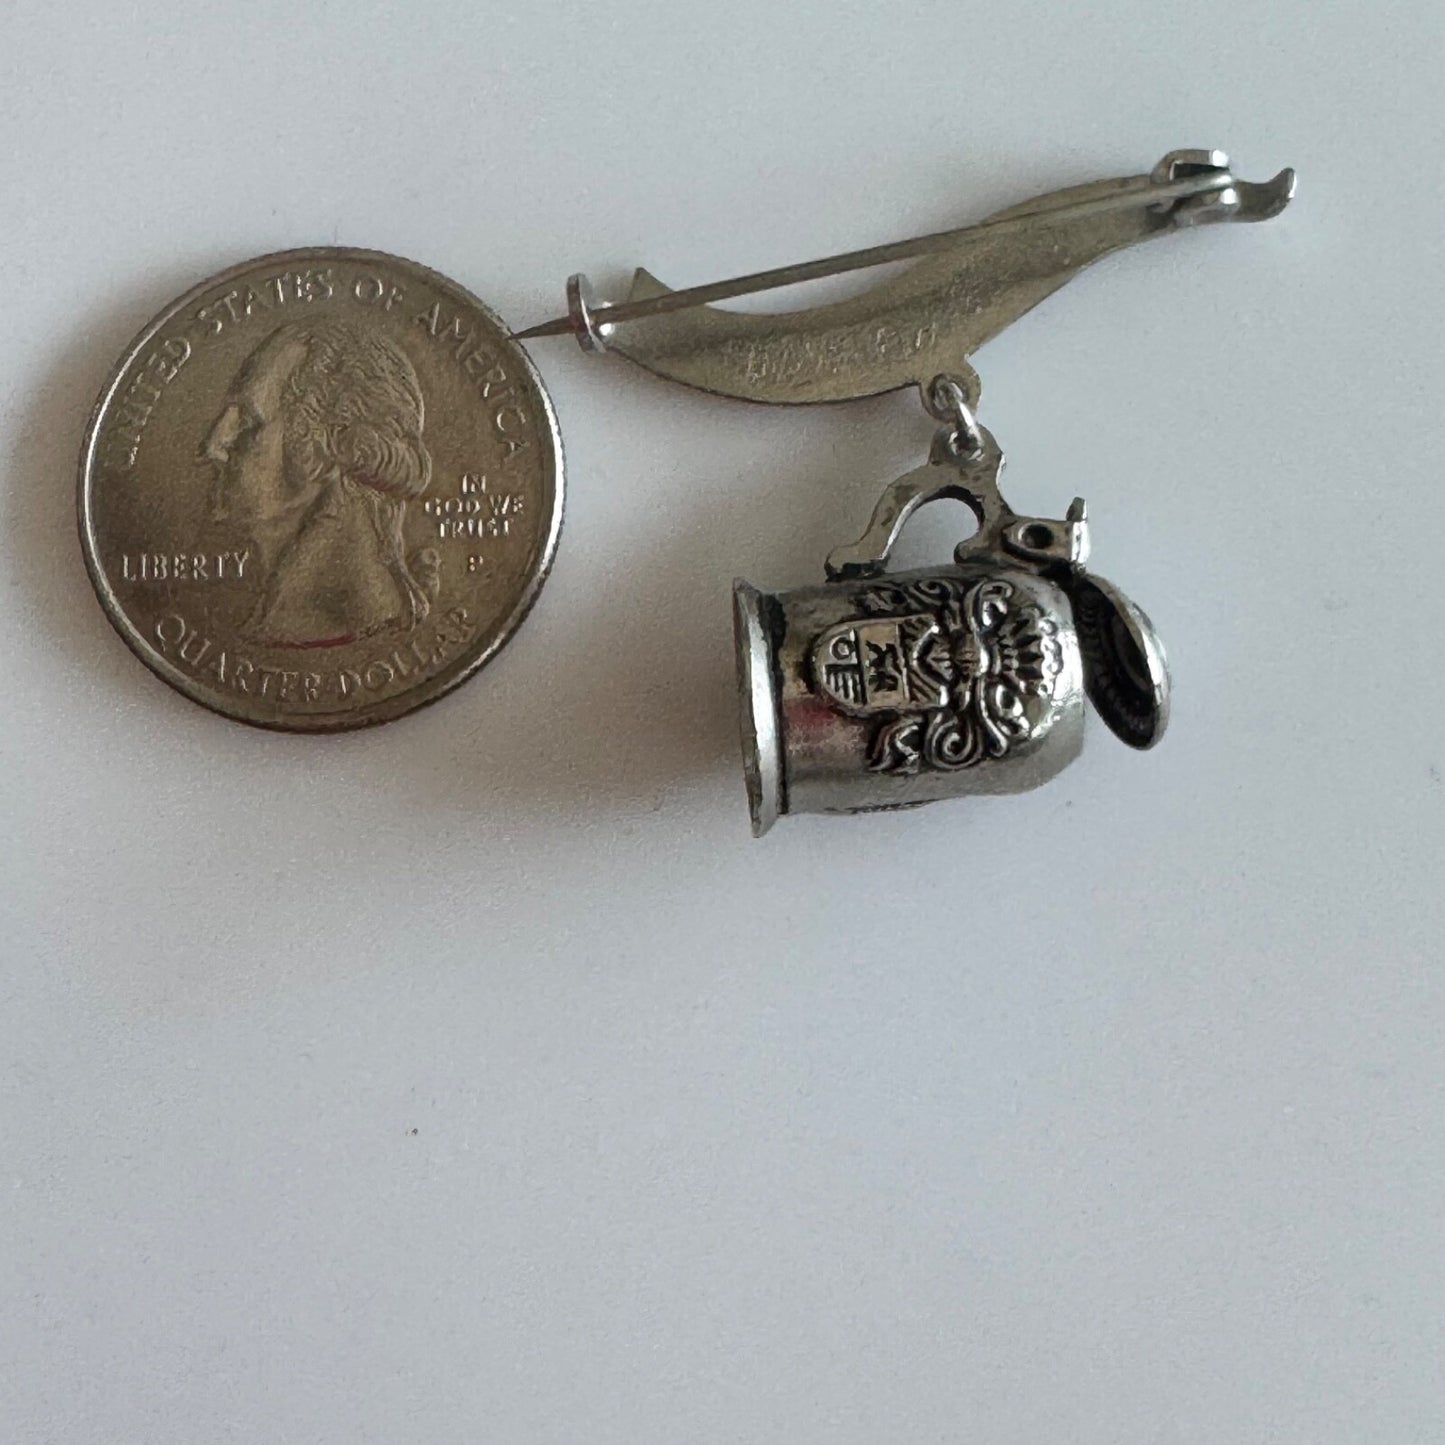 UNITED STATES OF AMERICA
IN
GOD WE
TRUST
LIBERTY
P
QUARTER DOLLAR